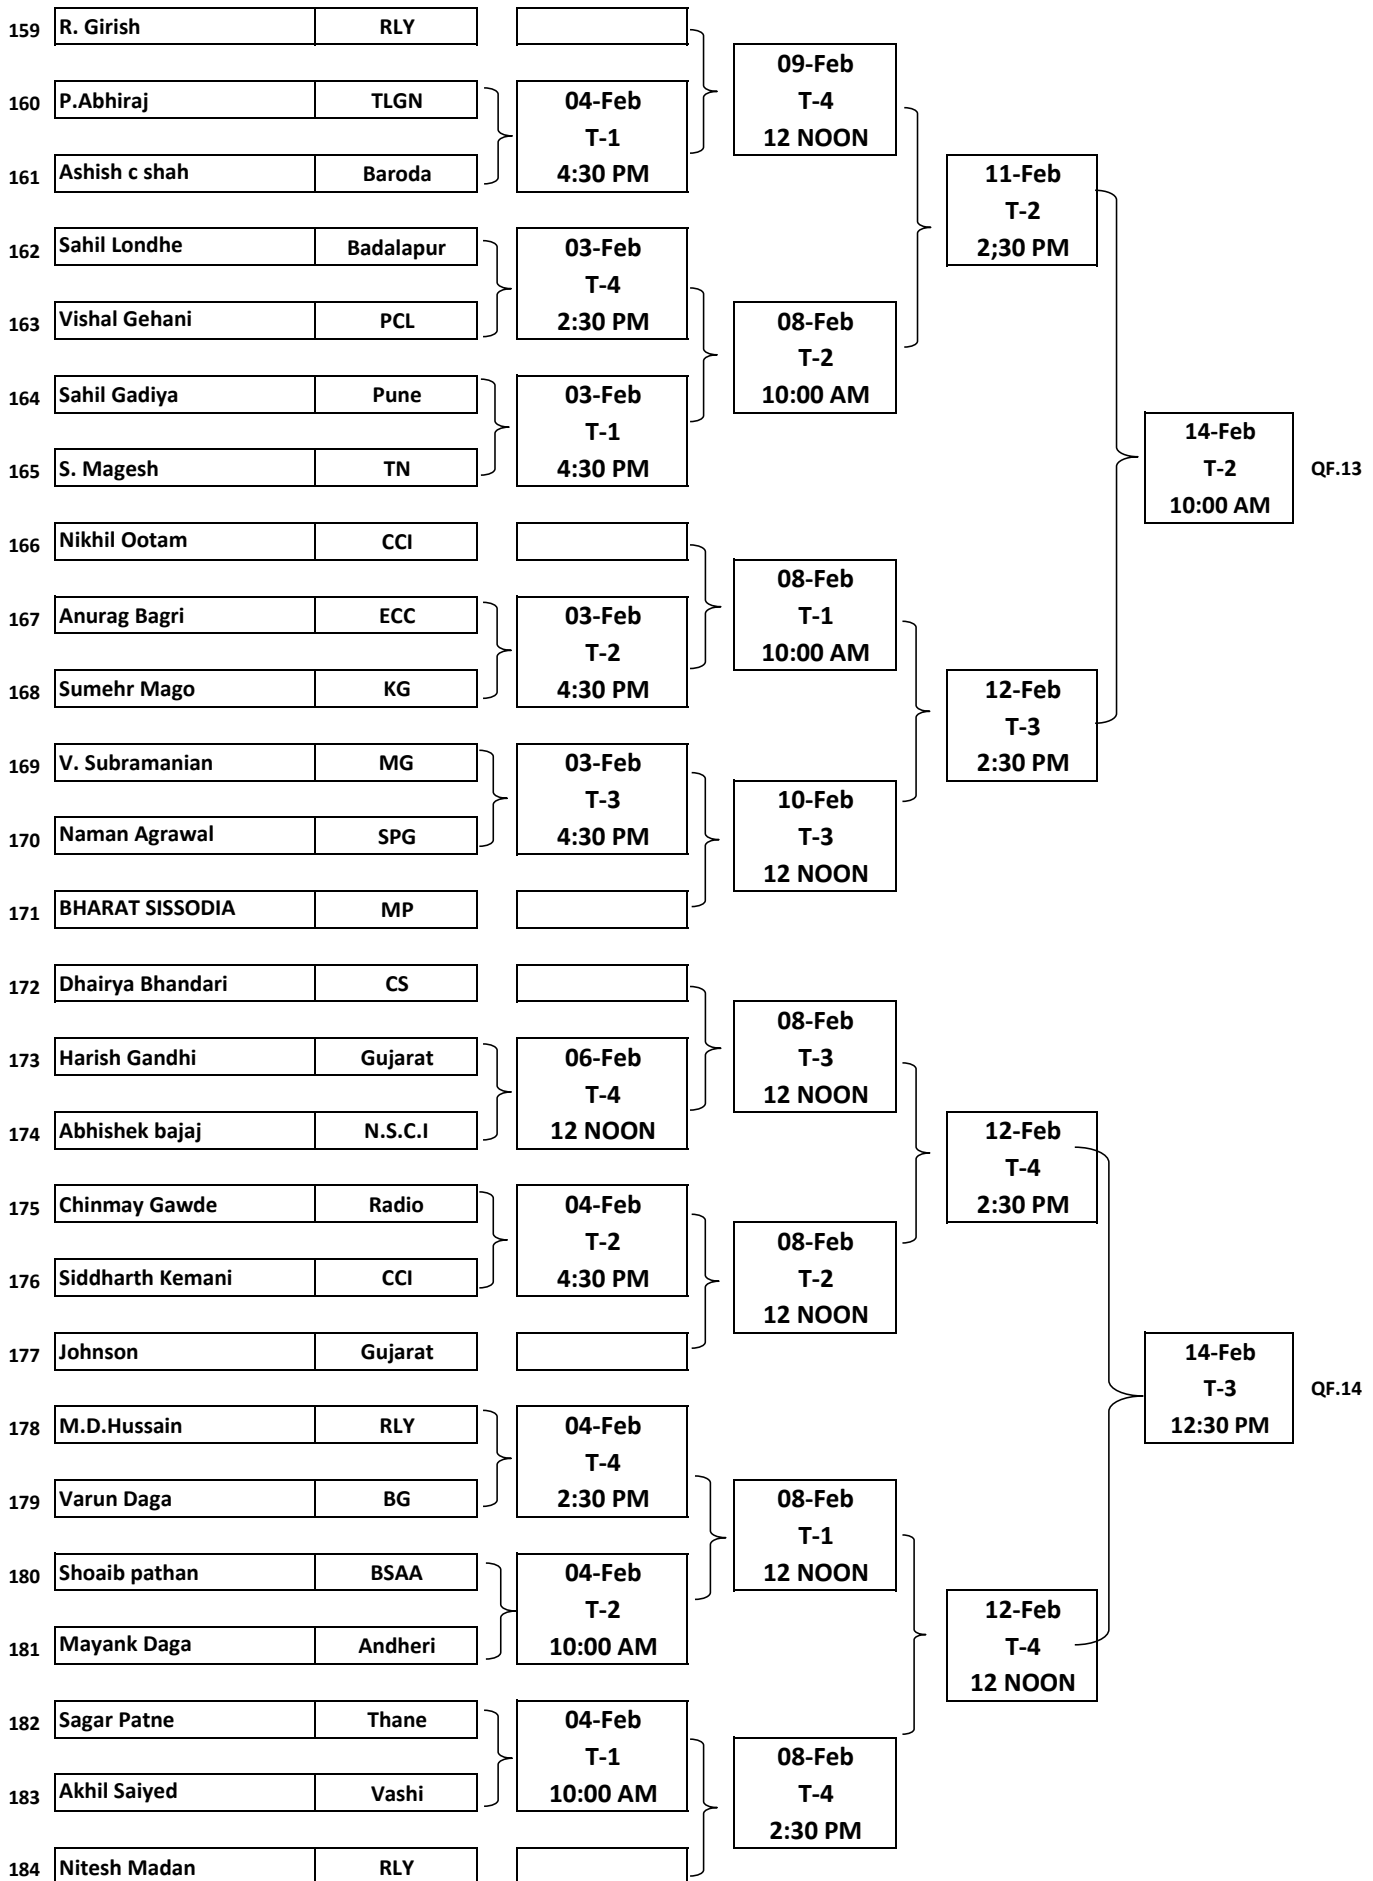 159 R. Girish RLY
09-Feb
160 P.Abhiraj TLGN 04-Feb T-4
T-1 12 NOON
161 Ashish c shah Baroda 4:30 PM 11-Feb
T-2
162 Sahil Londhe Badalapur 03-Feb 2;30 PM
T-4
163 Vishal Gehani PCL 2:30 PM 08-Feb
T-2
164 Sahil Gadiya Pune 03-Feb 10:00 AM
T-1 14-Feb
165 S. Magesh TN 4:30 PM T-2 QF.13
10:00 AM
166 Nikhil Ootam CCI
08-Feb
167 Anurag Bagri ECC 03-Feb T-1
T-2 10:00 AM
168 Sumehr Mago KG 4:30 PM 12-Feb
T-3
169 V. Subramanian MG 03-Feb 2:30 PM
T-3 10-Feb
170 Naman Agrawal SPG 4:30 PM T-3
12 NOON
171 BHARAT SISSODIA MP
172 Dhairya Bhandari CS
08-Feb
173 Harish Gandhi Gujarat 06-Feb T-3
T-4 12 NOON
174 Abhishek bajaj N.S.C.I 12 NOON 12-Feb
T-4
175 Chinmay Gawde Radio 04-Feb 2:30 PM
T-2 08-Feb
176 Siddharth Kemani CCI 4:30 PM T-2
12 NOON
177 Johnson Gujarat 14-Feb
T-3 QF.14
178 M.D.Hussain RLY 04-Feb 12:30 PM
T-4
179 Varun Daga BG 2:30 PM 08-Feb
T-1
180 Shoaib pathan BSAA 04-Feb 12 NOON
T-2 12-Feb
181 Mayank Daga Andheri 10:00 AM T-4
12 NOON
182 Sagar Patne Thane 04-Feb
T-1 08-Feb
183 Akhil Saiyed Vashi 10:00 AM T-4
2:30 PM
184 Nitesh Madan RLY